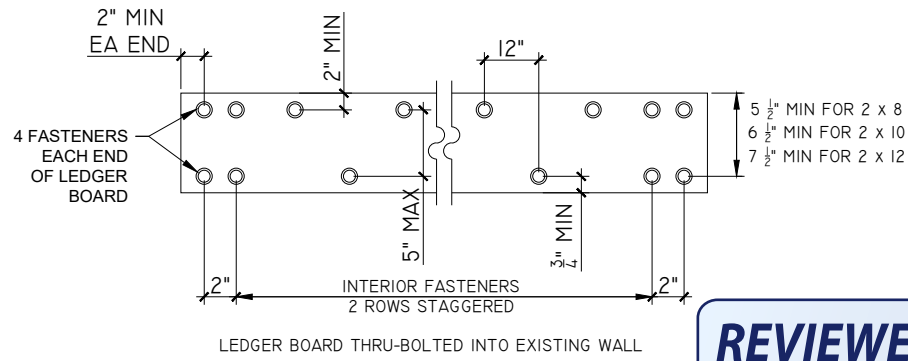 2" MIN
EA END
2" MIN
12"
4 FASTENERS
EACH END
OF LEDGER
BOARD
5 1/2" MIN FOR 2 x 8
6 1/2" MIN FOR 2 x 10
7 1/2" MIN FOR 2 x 12
5" MAX
3/4" MIN
2"
INTERIOR FASTENERS
2 ROWS STAGGERED
2"
LEDGER BOARD THRU-BOLTED INTO EXISTING WALL
REVIEWE